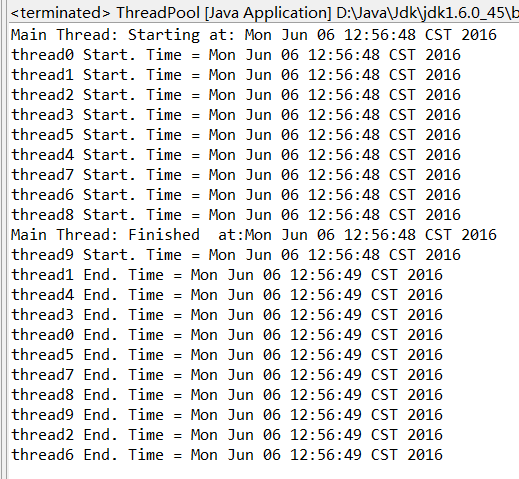 <terminated> ThreadPool [Java Application] D:\Java\Jdk\jdk1.6.0_45\b
Main Thread: Starting at: Mon Jun 06 12:56:48 CST 2016
thread0 Start. Time = Mon Jun 06 12:56:48 CST 2016
thread1 Start. Time = Mon Jun 06 12:56:48 CST 2016
thread2 Start. Time = Mon Jun 06 12:56:48 CST 2016
thread3 Start. Time = Mon Jun 06 12:56:48 CST 2016
thread5 Start. Time = Mon Jun 06 12:56:48 CST 2016
thread4 Start. Time = Mon Jun 06 12:56:48 CST 2016
thread7 Start. Time = Mon Jun 06 12:56:48 CST 2016
thread6 Start. Time = Mon Jun 06 12:56:48 CST 2016
thread8 Start. Time = Mon Jun 06 12:56:48 CST 2016
Main Thread: Finished  at:Mon Jun 06 12:56:48 CST 2016
thread9 Start. Time = Mon Jun 06 12:56:48 CST 2016
thread1 End. Time = Mon Jun 06 12:56:49 CST 2016
thread4 End. Time = Mon Jun 06 12:56:49 CST 2016
thread3 End. Time = Mon Jun 06 12:56:49 CST 2016
thread0 End. Time = Mon Jun 06 12:56:49 CST 2016
thread5 End. Time = Mon Jun 06 12:56:49 CST 2016
thread7 End. Time = Mon Jun 06 12:56:49 CST 2016
thread8 End. Time = Mon Jun 06 12:56:49 CST 2016
thread9 End. Time = Mon Jun 06 12:56:49 CST 2016
thread2 End. Time = Mon Jun 06 12:56:49 CST 2016
thread6 End. Time = Mon Jun 06 12:56:49 CST 2016